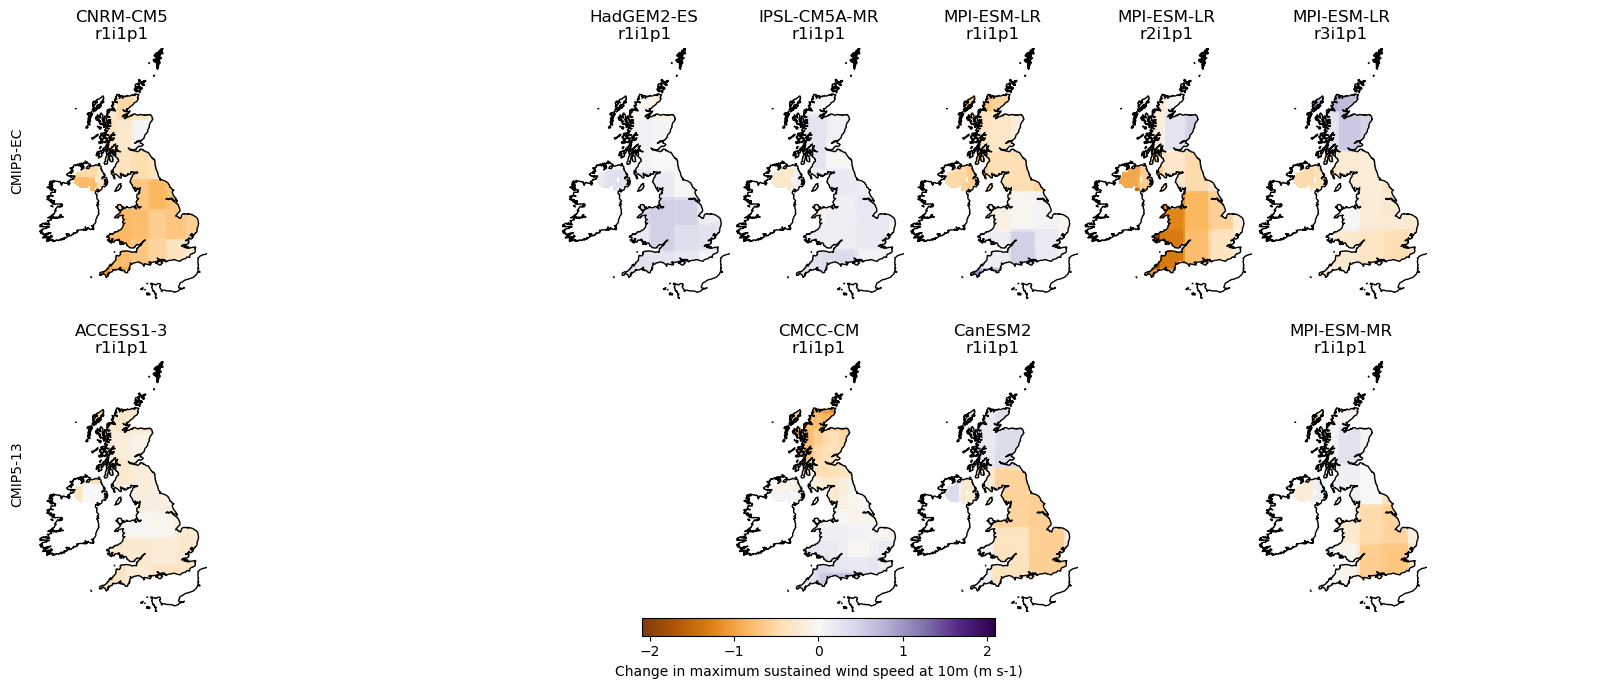 CNRM-CM5
r1i1p1
HadGEM2-ES
r1i1p1
IPSL-CM5A-MR
r1i1p1
MPI-ESM-LR
r1i1p1
MPI-ESM-LR
r2i1p1
MPI-ESM-LR
r3i1p1
CMIP5-EC
ACCESS1-3
r1i1p1
CMCC-CM
r1i1p1
CanESM2
r1i1p1
MPI-ESM-MR
r1i1p1
CMIP5-13
−2 −1 0 1 2
Change in maximum sustained wind speed at 10m (m s-1)